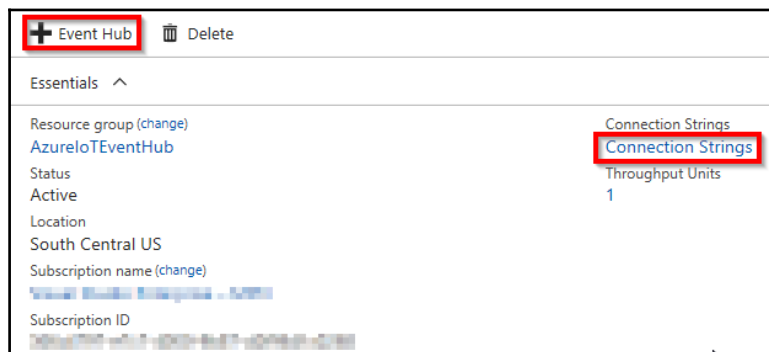 Event Hub Delete
Essentials
Resource group (change)
AzureIoTEventHub
Status
Active
Location
South Central US
Subscription name (change)
Subscription ID
Connection Strings
Connection Strings
Throughput Units
1